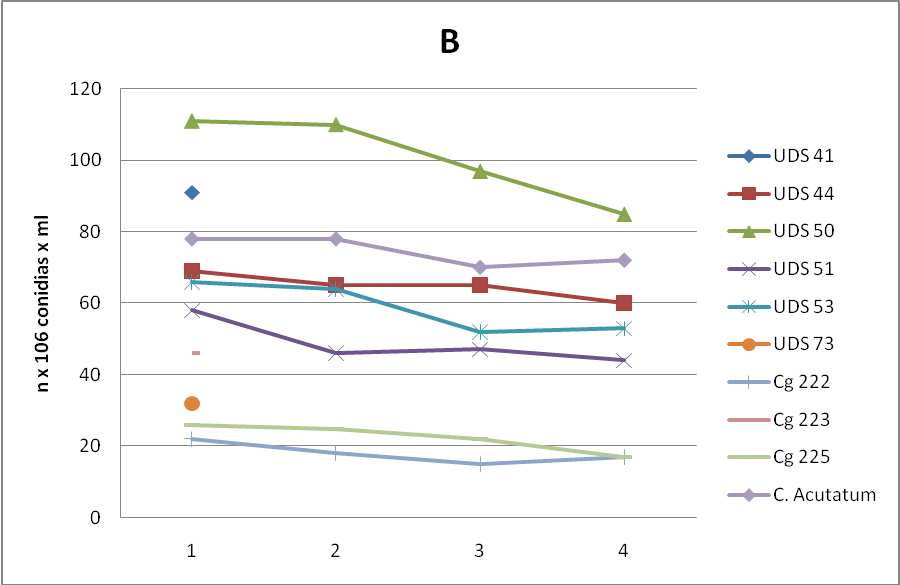 B
n x 106 conidias x ml
120
100
80
60
40
20
0
1 2 3 4
UDS 41
UDS 44
UDS 50
UDS 51
UDS 53
UDS 73
Cg 222
Cg 223
Cg 225
C. Acutatum